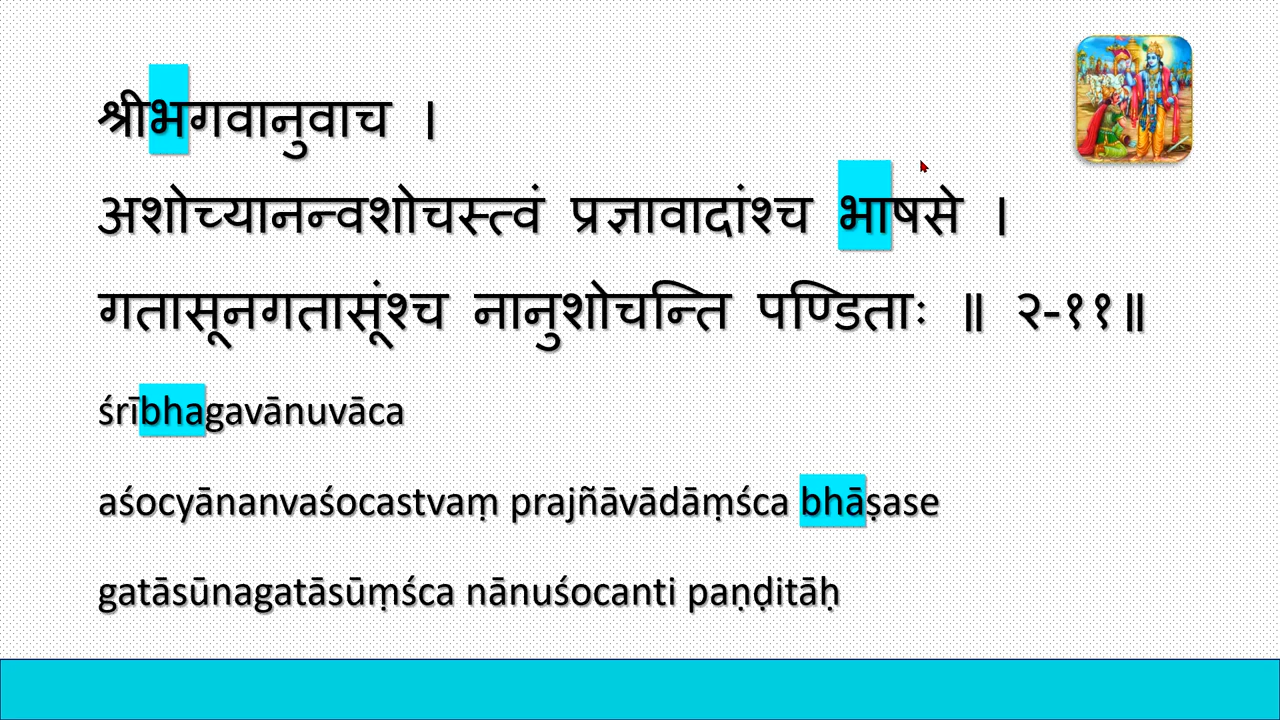 श्रीभगवानुवाच ।
अशोच्यानन्वशोचस्त्वं प्रज्ञावादांश्च भाषसे ।
गतासूनगतासूंश्च नानुशोचन्ति पण्डिताः ॥ २-११॥
śrībhagavānuvāca
aśocyānanvaśocastvaṃ prajñāvādāṃśca bhāṣase
gatāsūnagatāsūṃśca nānuśocanti paṇḍitāḥ